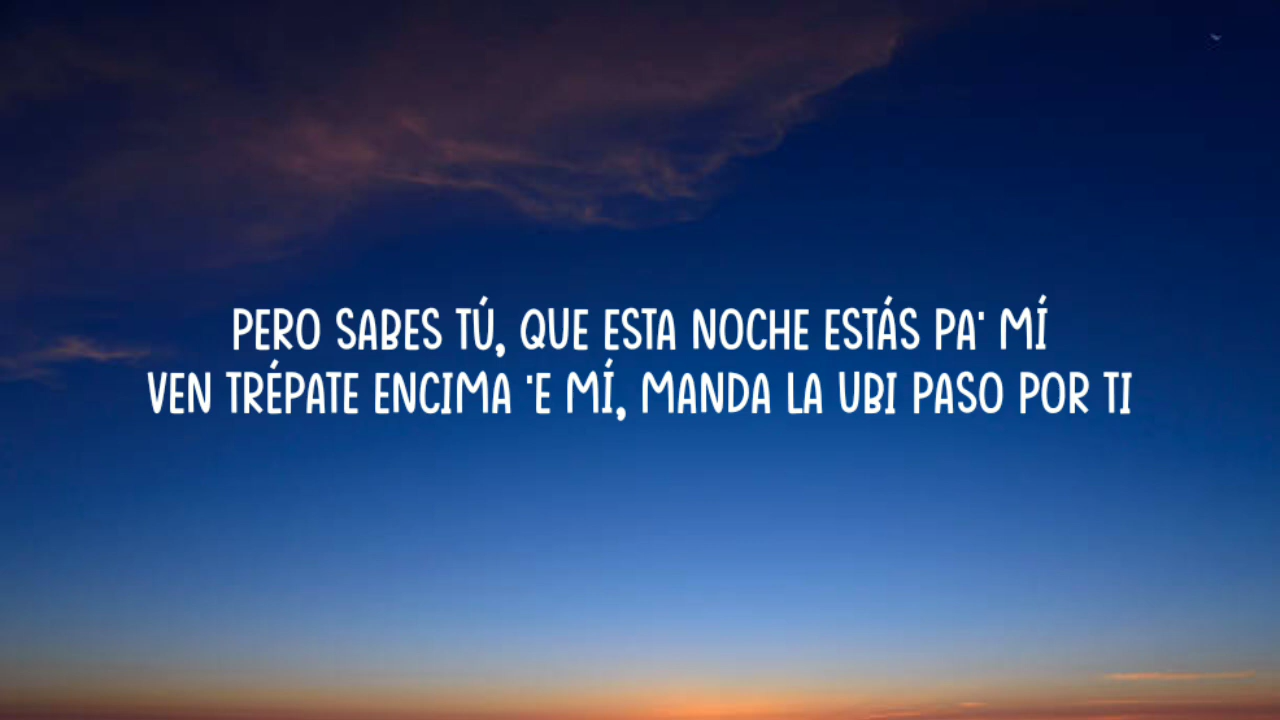 PERO SABES TÚ, QUE ESTA NOCHE ESTÁS PA' MÍ
VEN TRÉPATE ENCIMA 'E MÍ, MANDA LA UBI PASO POR TI